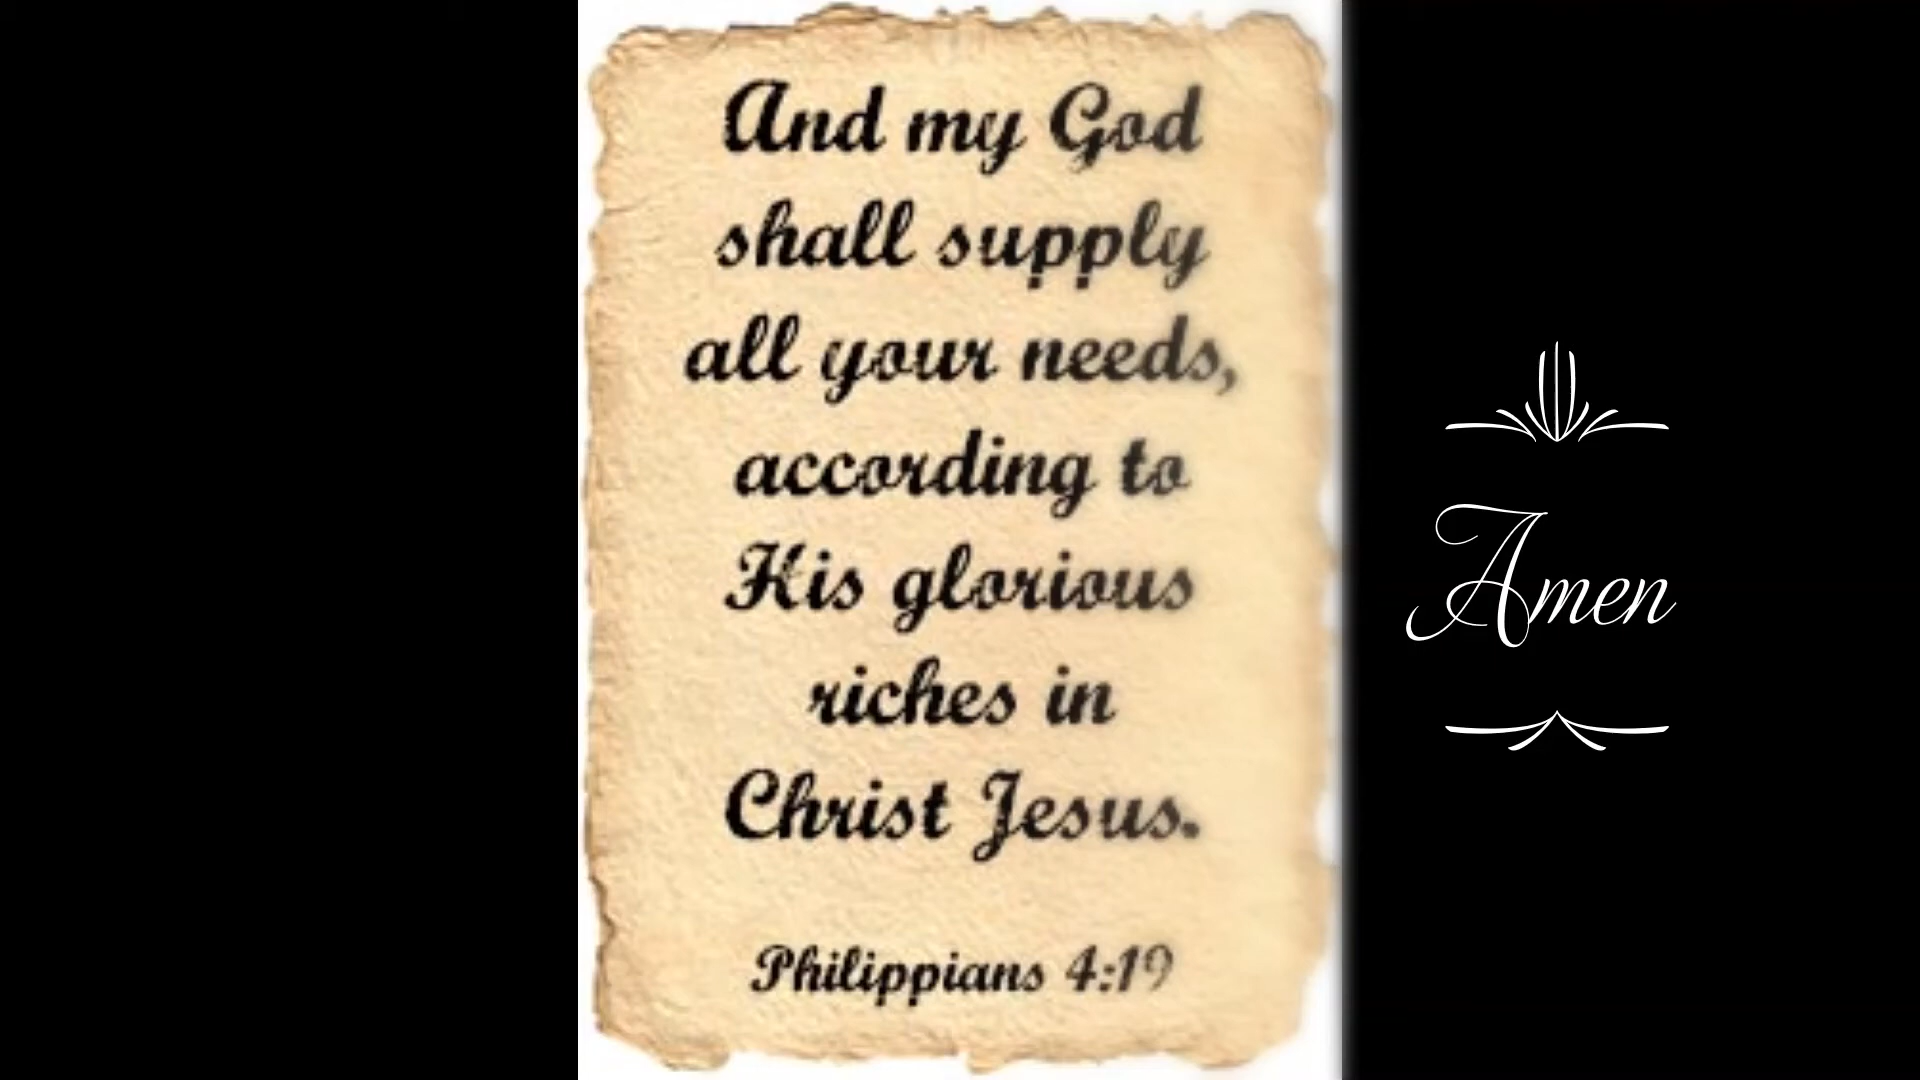 And my God
shall supply
all your needs,
according to
His glorious
riches in
Christ Jesus.
Philippians 4:19
Amen